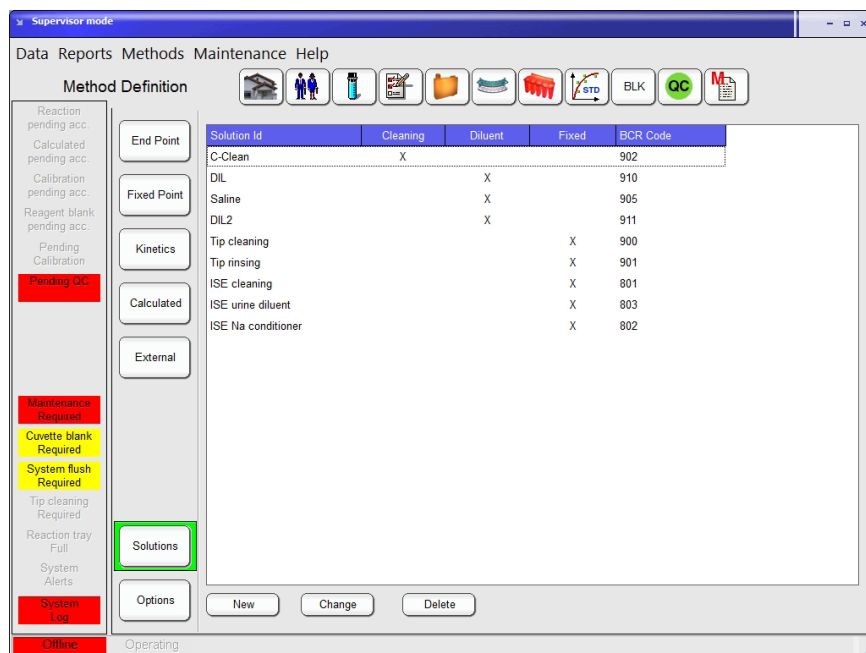 Supervisor mode
Data Reports Methods Maintenance Help
Method Definition
STD
BLK
QC
M
Reaction
pending acc.
Calculated
pending acc.
Calibration
pending acc.
Reagent blank
pending acc.
Pending
Calibration
Pending QC
Maintenance
Required
Cuvette blank
Required
System flush
Required
Tip cleaning
Required
Reaction tray
Full
System
Alerts
System
Log
End Point
Fixed Point
Kinetics
Calculated
External
Solutions
Options
Solution Id Cleaning Diluent Fixed BCR Code
C-Clean X 902
DIL X 910
Saline X 905
DIL2 X 911
Tip cleaning X 900
Tip rinsing X 901
ISE cleaning X 801
ISE urine diluent X 803
ISE Na conditioner X 802
New Change Delete
Offline Operating